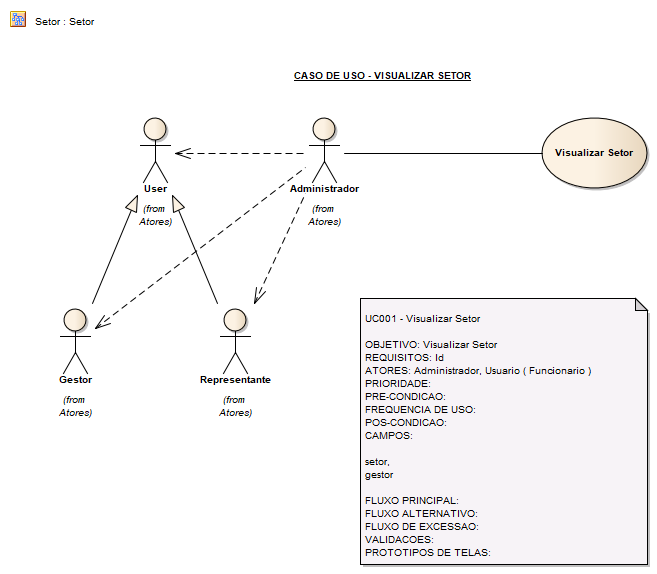 Setor : Setor
CASO DE USO - VISUALIZAR SETOR
User
(from
Atores)
Administrador
(from
Atores)
Visualizar Setor
Gestor
(from
Atores)
Representante
(from
Atores)
UC001 - Visualizar Setor
OBJETIVO: Visualizar Setor
REQUISITOS: Id
ATORES: Administrador, Usuario ( Funcionario )
PRIORIDADE:
PRE-CONDICAO:
FREQUENCIA DE USO:
POS-CONDICAO:
CAMPOS:
setor,
gestor
FLUXO PRINCIPAL:
FLUXO ALTERNATIVO:
FLUXO DE EXCESSAO:
VALIDACOES:
PROTOTIPOS DE TELAS: